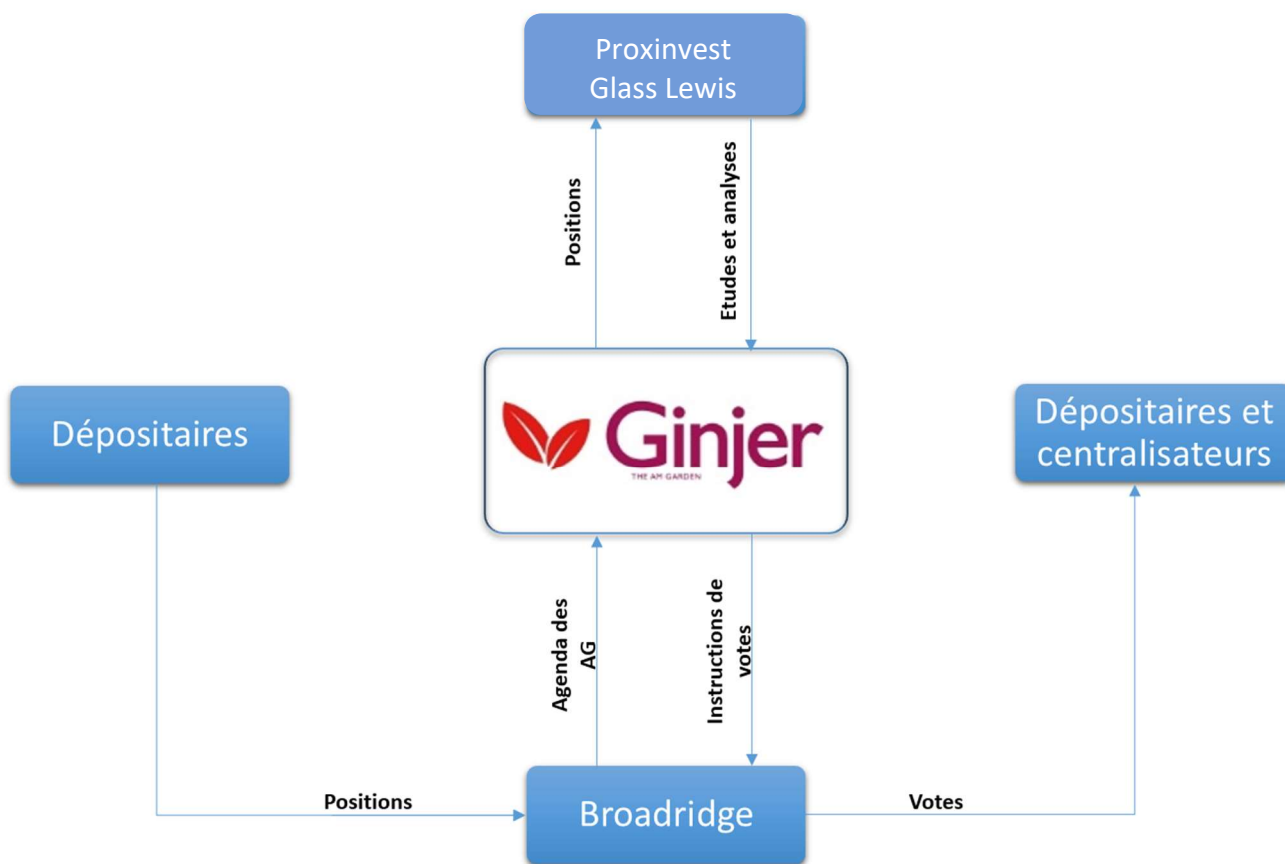 Proxinvest
Glass Lewis
Positions
Etudes et analyses
Dépositaires
Ginjer
THE AM GARDEN
Dépositaires et
centralisateurs
Agenda des
AG
Instructions de
votes
Positions
Broadridge
Votes